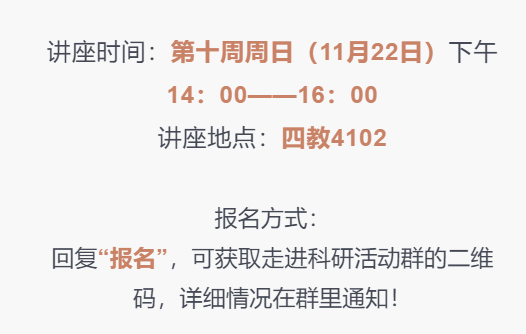 讲座时间：第十周周日（11月22日）下午
14：00——16：00
讲座地点：四教4102
报名方式：
回复“报名”，可获取走进科研活动群的二维
码，详细情况在群里通知！